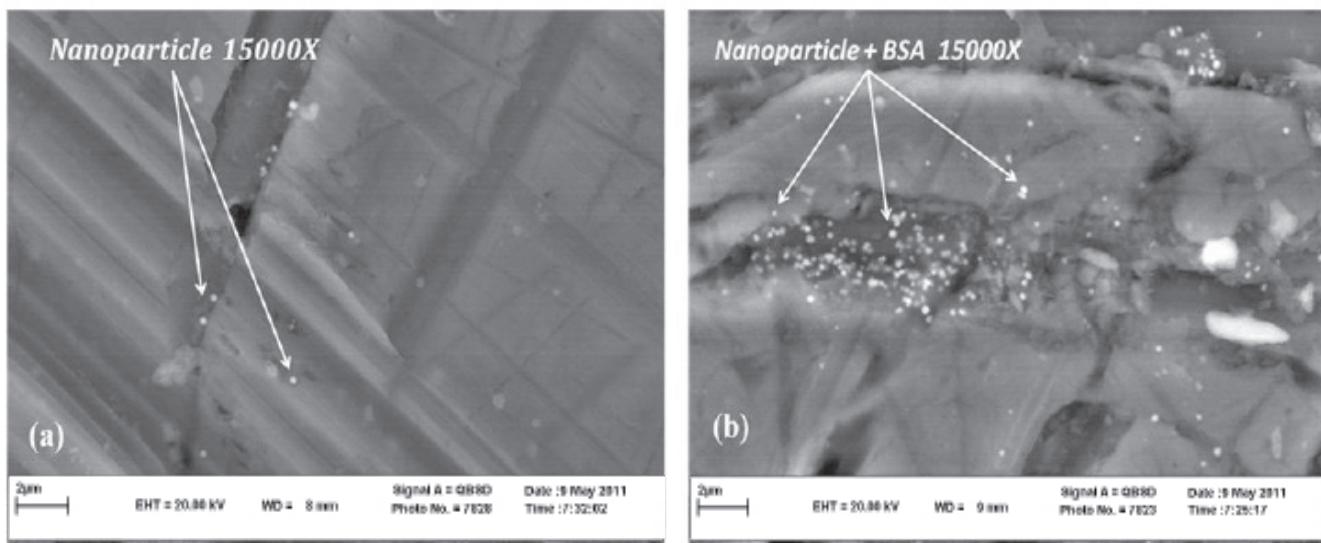 Nanoparticle 15000X
(a)
2µm
EHT = 20.00 kV
WD = 8 mm
Signal A = QBSD
Photo No. = 7828
Date :9 May 2011
Time :7:32:02
Nanoparticle + BSA 15000X
(b)
2µm
EHT = 20.00 kV
WD = 9 mm
Signal A = QBSD
Photo No. = 7823
Date :9 May 2011
Time :7:25:17